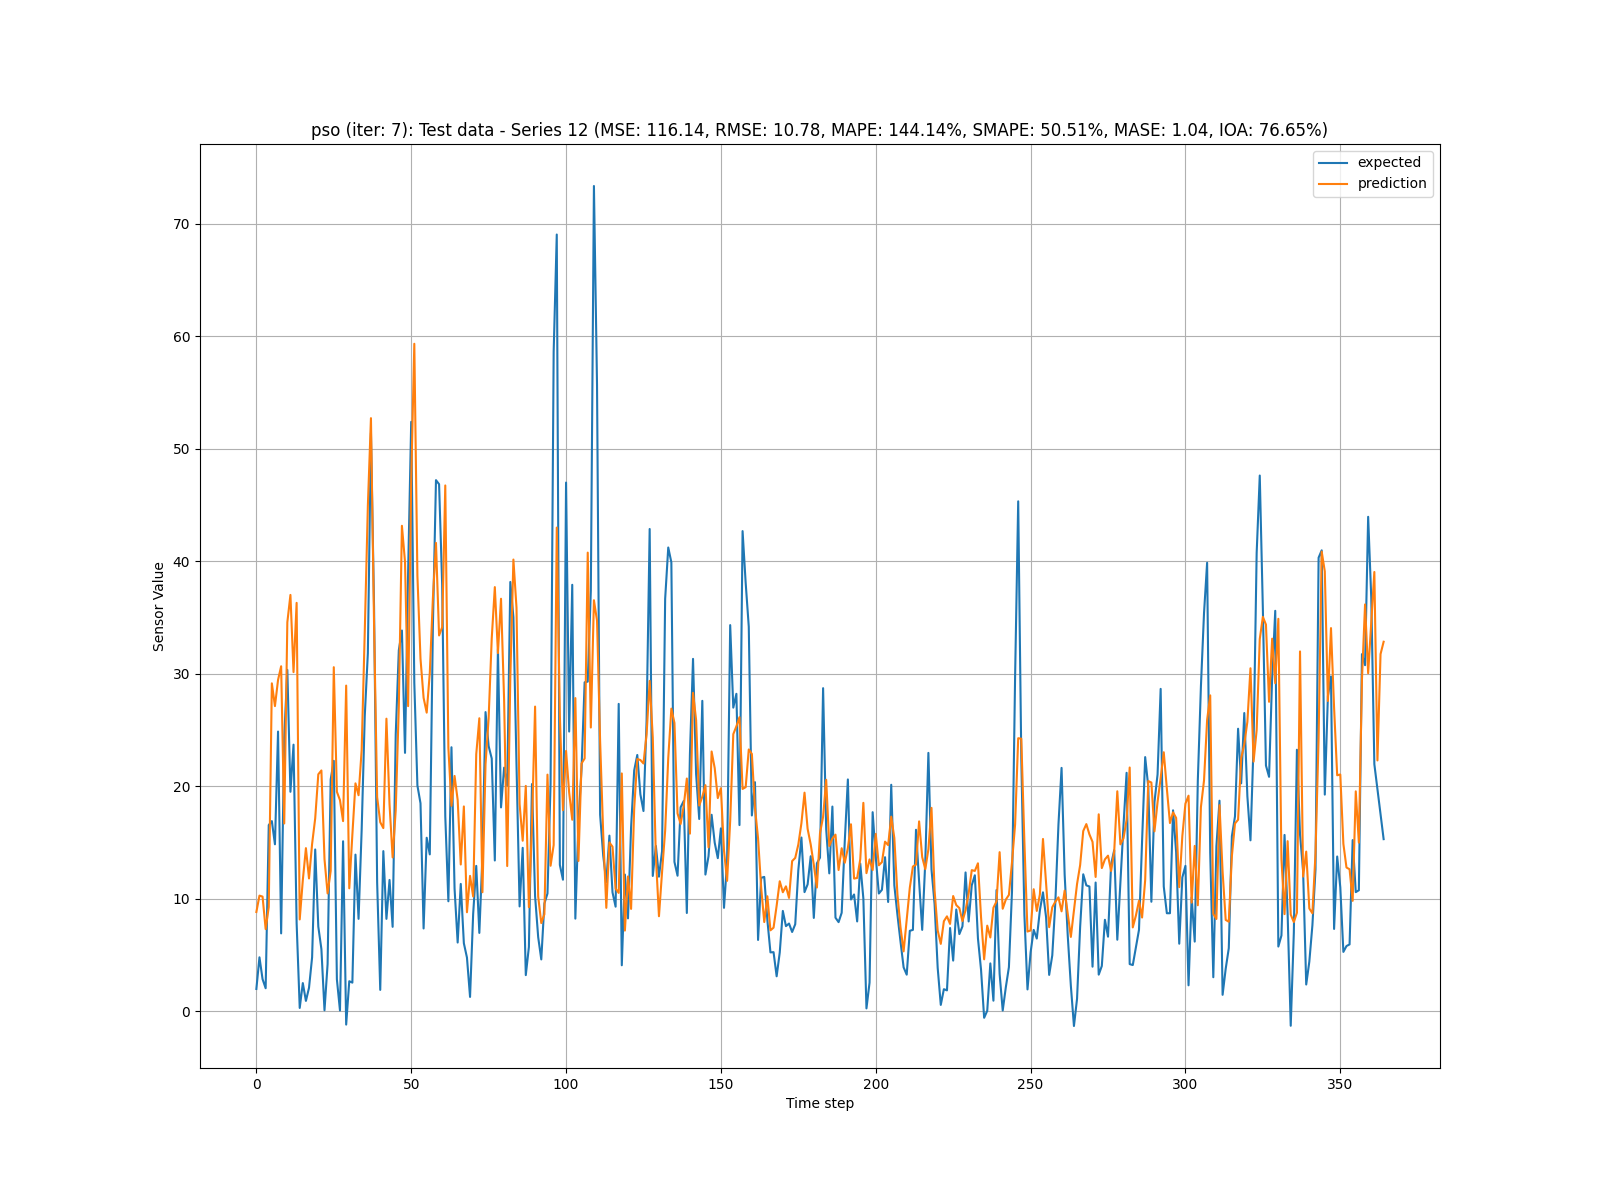 pso (iter: 7): Test data - Series 12 (MSE: 116.14, RMSE: 10.78, MAPE: 144.14%, SMAPE: 50.51%, MASE: 1.04, IOA: 76.65%)
expected
prediction
70
60
50
40
30
20
10
0
Sensor Value
0 50 100 150 200 250 300 350
Time step